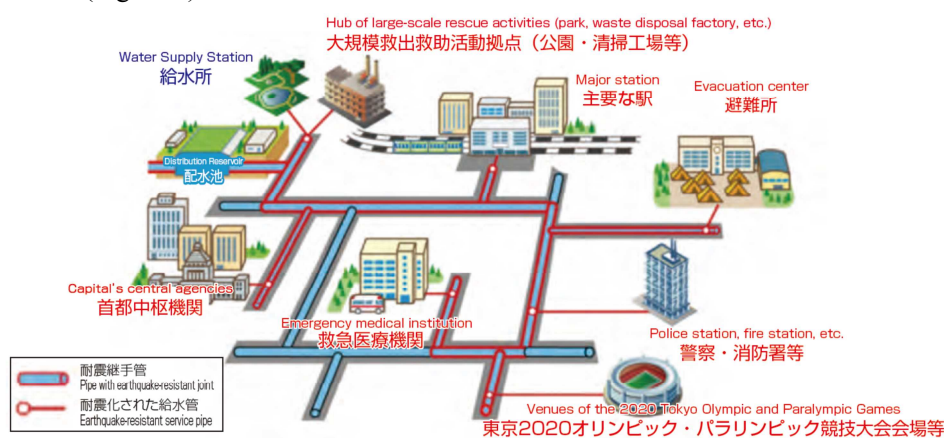 Hub of large-scale rescue activities (park, waste disposal factory, etc.)
大規模救出救助活動拠点（公園・清掃工場等）
Water Supply Station
給水所
Major station
主要な駅
Evacuation center
避難所
Distribution Reservoir
配水池
Capital's central agencies
首都中枢機関
Emergency medical institution
救急医療機関
Police station, fire station, etc.
警察・消防署等
耐震継手管
Pipe with earthquake-resistant joint
耐震化された給水管
Earthquake-resistant service pipe
Venues of the 2020 Tokyo Olympic and Paralympic Games
東京2020オリンピック・パラリンピック競技大会会場等